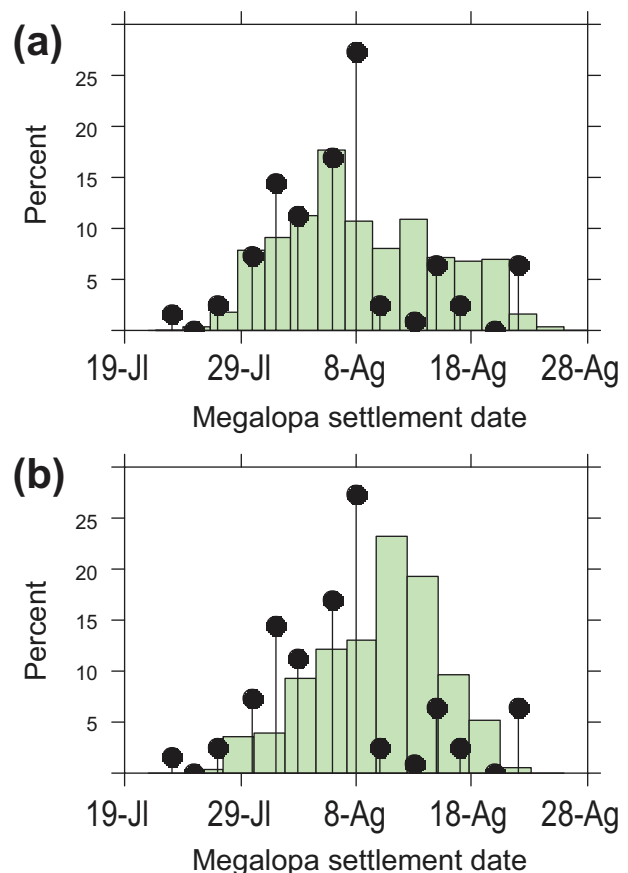 (a)
25
20
15
10
5
Percent
19-Jl 29-Jl 8-Ag 18-Ag 28-Ag
Megalopa settlement date
(b)
25
20
15
10
5
Percent
19-Jl 29-Jl 8-Ag 18-Ag 28-Ag
Megalopa settlement date